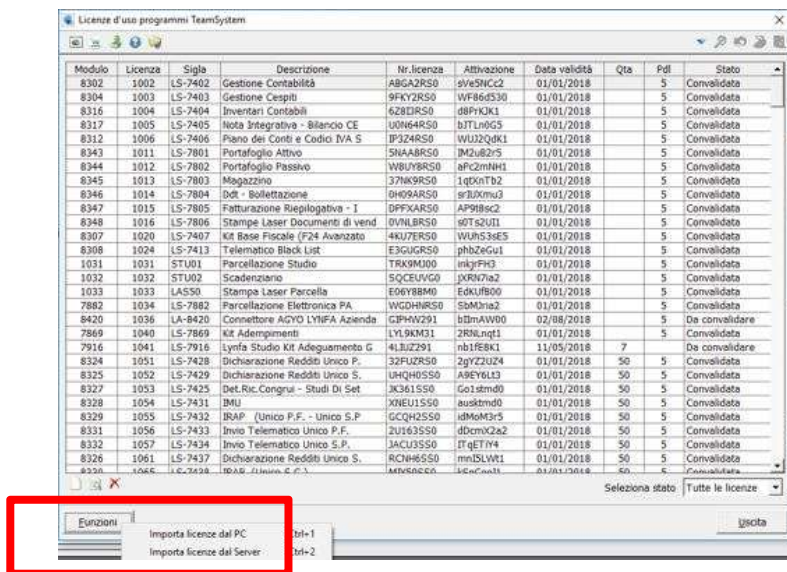 Licenze d'uso programmi TeamSystem
Modulo Licenza Sigla Descrizione Nr.licenza Attivazione Data validità Qta Pdl Stato
8302 1002 LS-7402 Gestione Contabilità ABGA2RS0 sVe5NCc2 01/01/2018 5 Convalidata
8304 1003 LS-7403 Gestione Cespiti 9FKY2RS0 WF86d530 01/01/2018 5 Convalidata
8316 1004 LS-7404 Inventari Contabili 01/01/2018 5 Convalidata
8317 1005 LS-7405 Nota Integrativa - Bilancio CE U0N64RS0 bJTLn0G5 01/01/2018 5 Convalidata
8312 1006 LS-7406 Piano dei Conti e Codici IVA S IP3Z4RS0 WUJ2QdK1 01/01/2018 5 Convalidata
8343 1011 LS-7801 Portafoglio Attivo 5NAA8RS0 IM2u82r5 01/01/2018 5 Convalidata
8344 1012 LS-7802 Portafoglio Passivo W8UY8RS0 aPc2mNH1 01/01/2018 5 Convalidata
8345 1013 LS-7803 Magazzino 37NK9RS0 1qtXnTb2 01/01/2018 5 Convalidata
8346 1014 LS-7804 Ddt - Bollettazione 0H09ARS0 01/01/2018 5 Convalidata
8347 1015 LS-7805 Fatturazione Riepilogativa - I DPFXARS0 AP9t8sc2 01/01/2018 5 Convalidata
8348 1016 LS-7806 Stampe Laser Documenti di vend 0VNLBRS0 01/01/2018 5 Convalidata
8307 1020 LS-7407 Kit Base Fiscale (F24 Avanzato 4KU7ERS0 WUhS3sE5 01/01/2018 5 Convalidata
8308 1024 LS-7413 Telematico Black List E3GUGRS0 phbZeGu1 01/01/2018 5 Convalidata
1031 1031 STU01 Parcellazione Studio TRK9MJ00 inkjrFH3 01/01/2018 5 Convalidata
1032 1032 STU02 Scadenziario SQCEUVG0 jXRN7ia2 01/01/2018 5 Convalidata
1033 1033 LAS50 Stampa Laser Parcella E06Y88M0 EdKUfB00 01/01/2018 5 Convalidata
7882 1034 LS-7882 Parcellazione Elettronica PA WGDHNRS0 SbMJria2 01/01/2018 5 Convalidata
8420 1036 LA-8420 Connettore AGYO LYNFA Azienda GIPHW291 02/08/2018 5 Da convalidare
7869 1040 LS-7869 Kit Adempimenti LYL9KM31 2RNLnqt1 01/01/2018 5 Convalidata
7916 1041 LS-7916 Lynfa Studio Kit Adeguamento G 4LJUZ291 nb1fE8K1 11/05/2018 7 Da convalidare
8324 1051 LS-7428 Dichiarazione Redditi Unico P. 32FUZRS0 2gYZ2UZ4 01/01/2018 50 5 Convalidata
8325 1052 LS-7429 Dichiarazione Redditi Unico S. UHQH0SS0 A9EY6Lt3 01/01/2018 50 5 Convalidata
8327 1053 LS-7425 Det.Ric.Congrui - Studi Di Set JK361SS0 Go1stmd0 01/01/2018 50 5 Convalidata
8328 1054 LS-7431 IMU XNEU1SS0 ausktmd0 01/01/2018 50 5 Convalidata
8329 1055 LS-7432 IRAP (Unico P.F. - Unico S.P GCQH2SS0 idMoM3r5 01/01/2018 50 5 Convalidata
8331 1056 LS-7433 Invio Telematico Unico P.F. 2U163SS0 dDcmX2a2 01/01/2018 50 5 Convalidata
8332 1057 LS-7434 Invio Telematico Unico S.P. JACU3SS0 ITqETiY4 01/01/2018 50 5 Convalidata
8326 1061 LS-7437 Dichiarazione Redditi Unico S. RCNH6SS0 mnI5LWt1 01/01/2018 50 5 Convalidata
8330 1065 LS-7438 IRAP (Unico S.C.) 01/01/2018 50 5 Convalidata
Seleziona stato Tutte le licenze
Funzioni Uscita
Importa licenze dal PC Ctrl+1
Importa licenze dal Server Ctrl+2